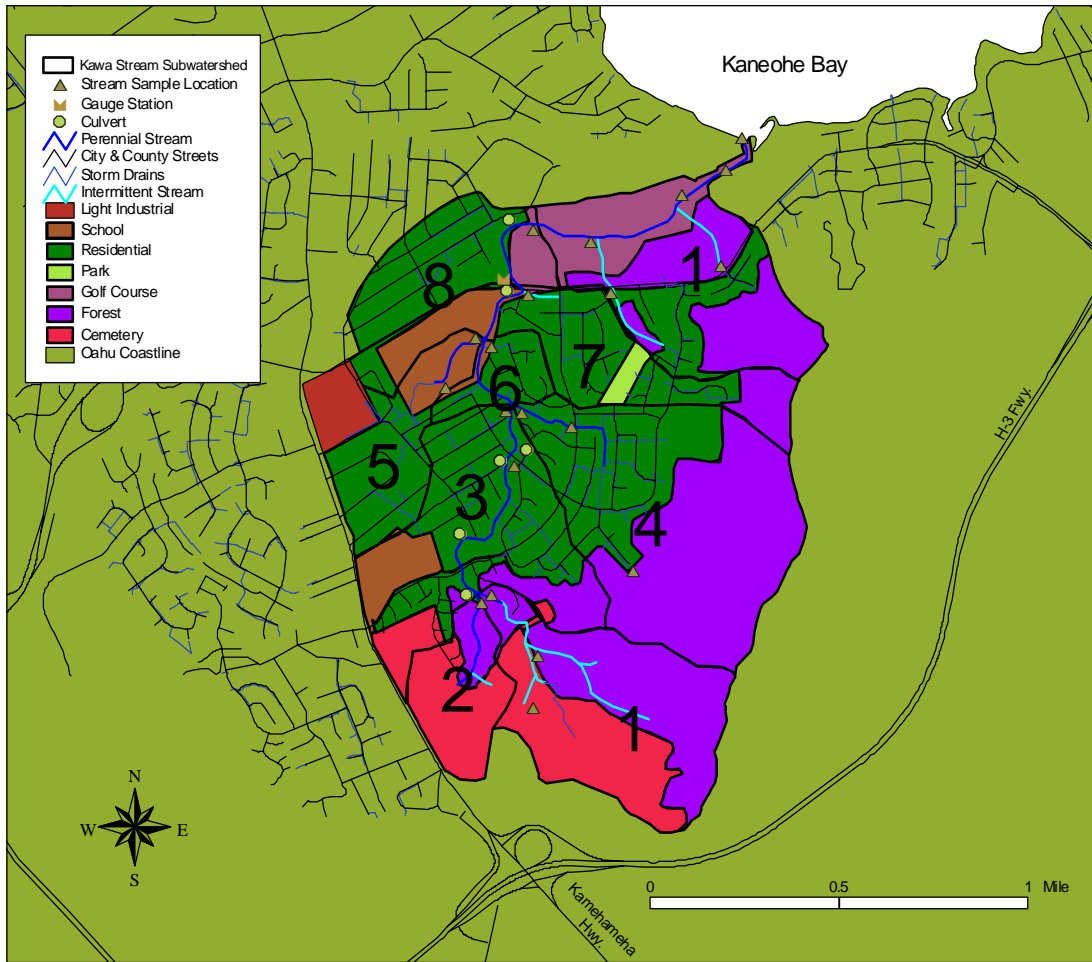 Kaneohe Bay
Kawa Stream Subwatershed
Stream Sample Location
Gauge Station
Culvert
Perennial Stream
City & County Streets
Storm Drains
Intermittent Stream
Light Industrial
School
Residential
Park
Golf Course
Forest
Cemetery
Oahu Coastline
8
1
7
6
5
3
4
2
1
H-3 Fwy.
N
W
E
S
Kamehameha
Hwy.
0
0.5
1 Mile